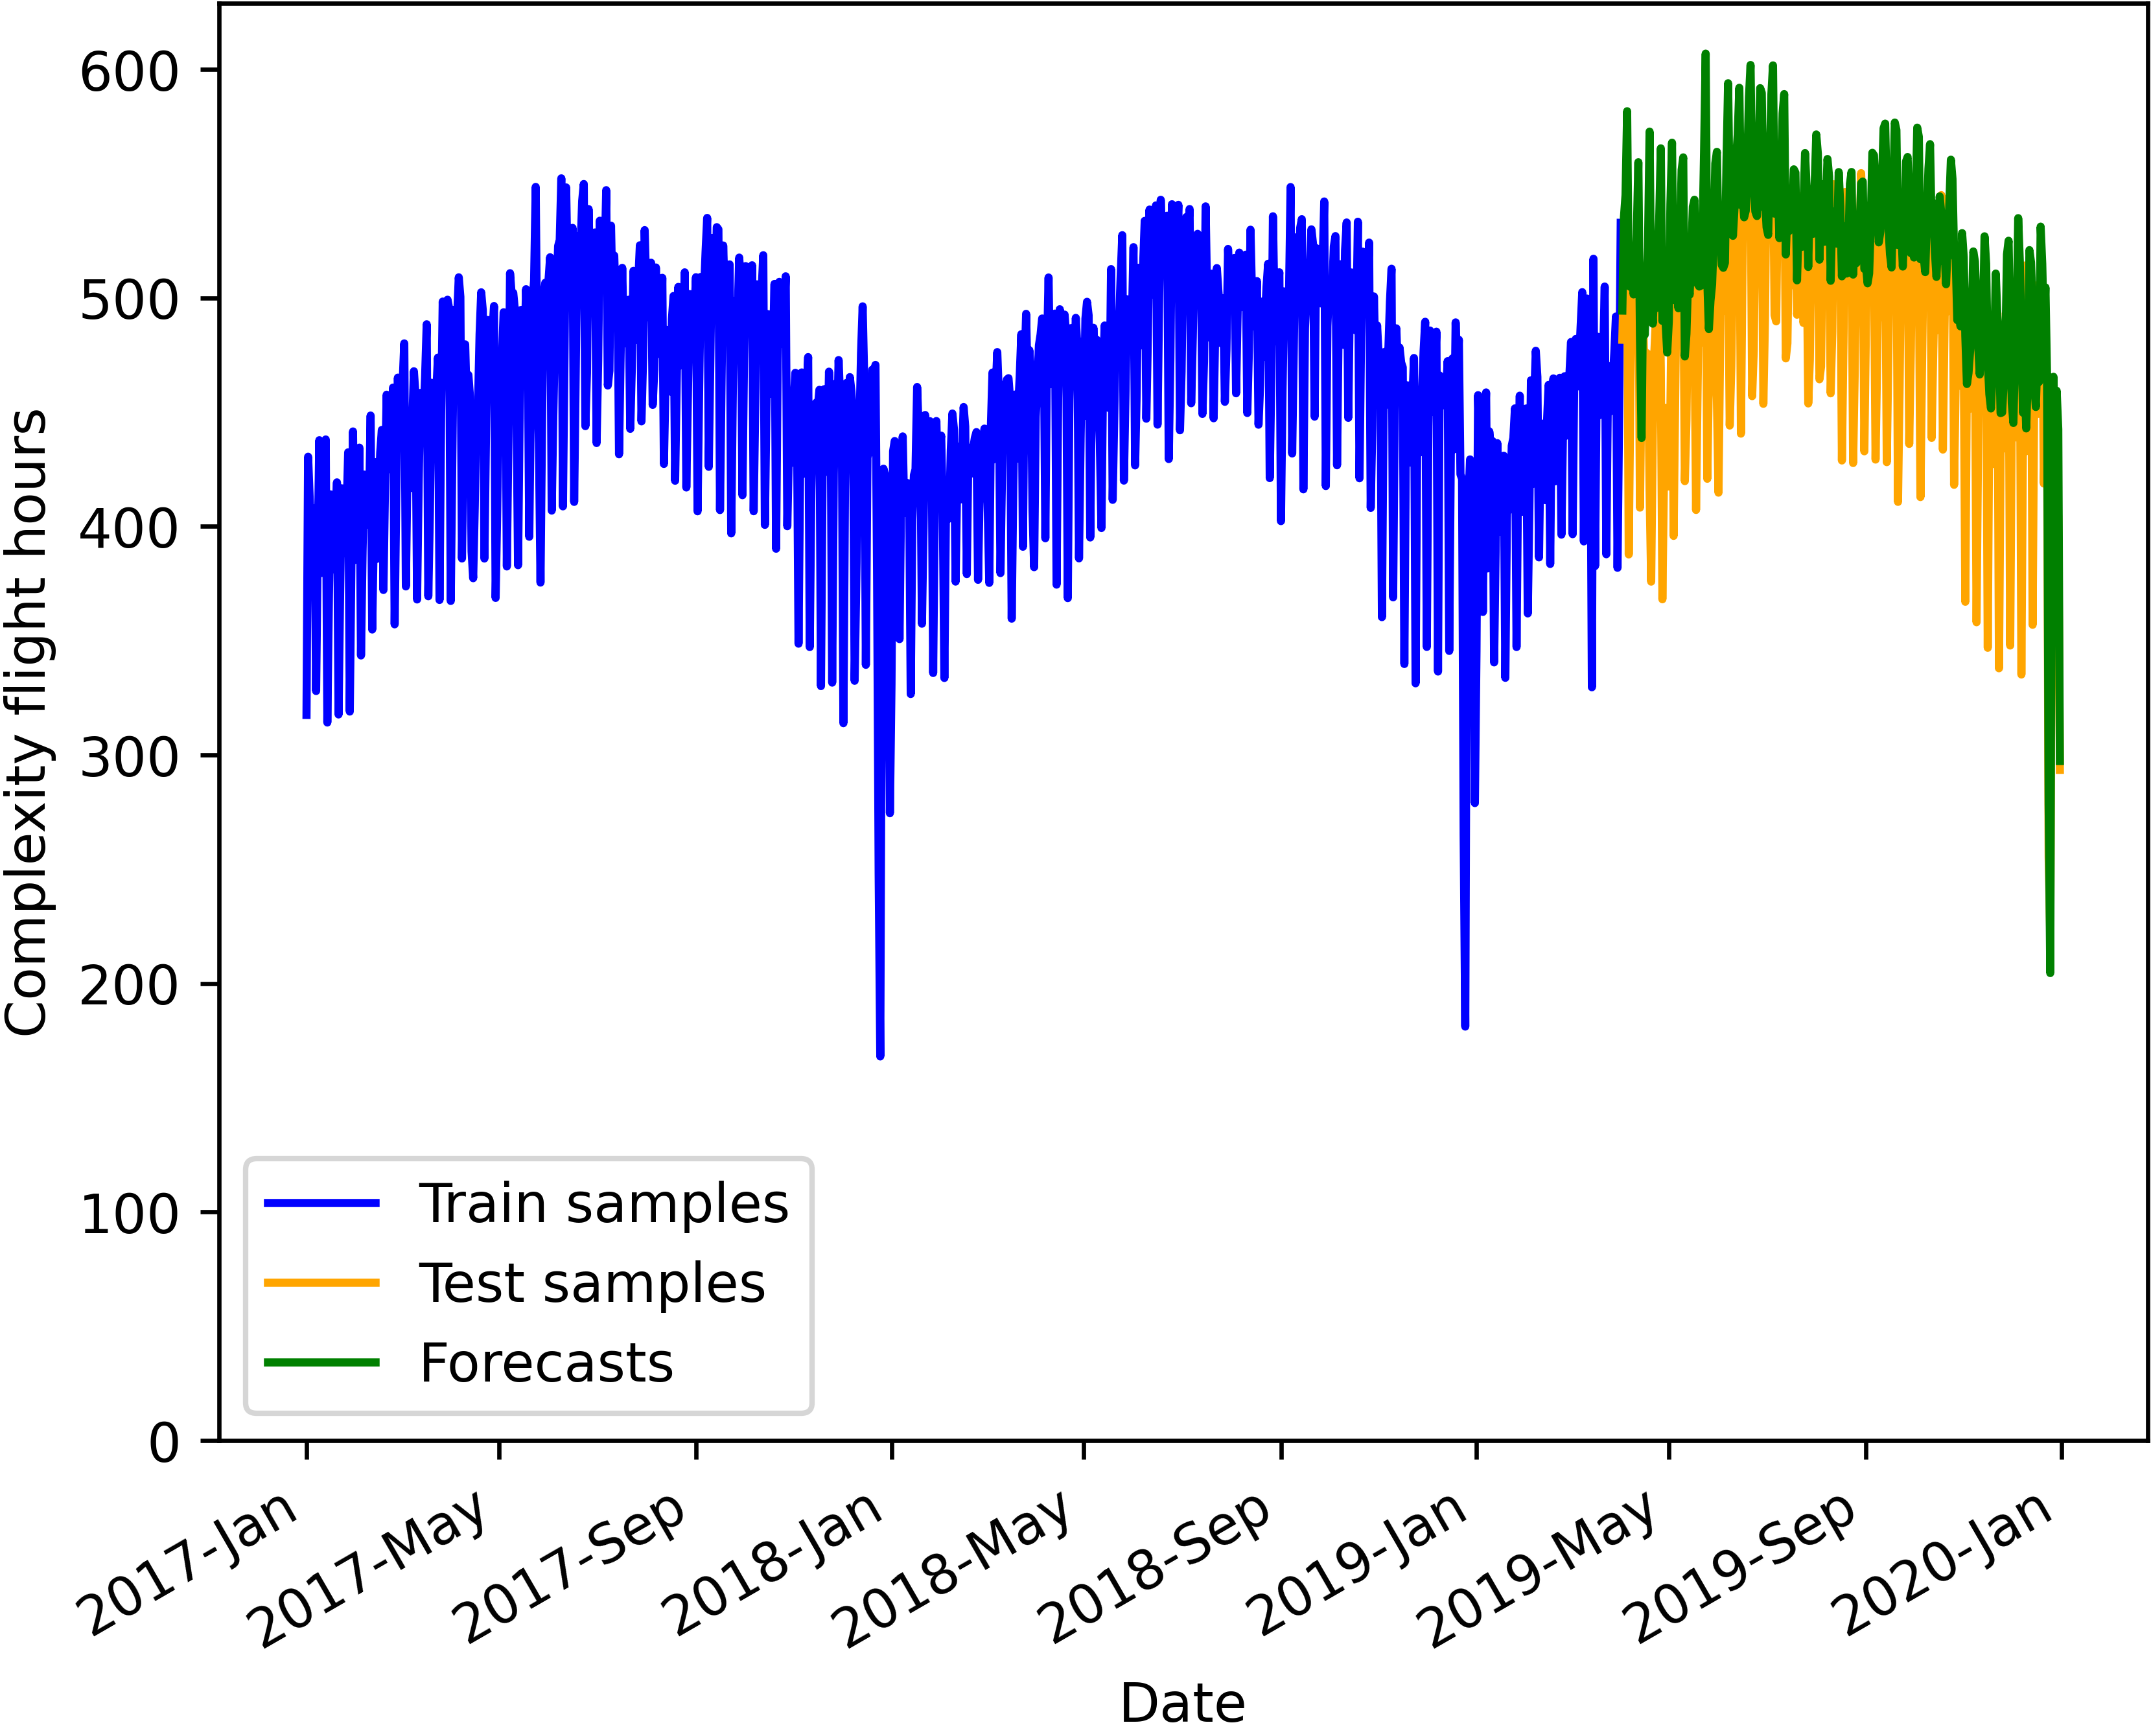 600
500
400
300
200
100
0
Complexity flight hours
Train samples
Test samples
Forecasts
2017-Jan
2017-May
2017-Sep
2018-Jan
2018-May
2018-Sep
2019-Jan
2019-May
2019-Sep
2020-Jan
Date